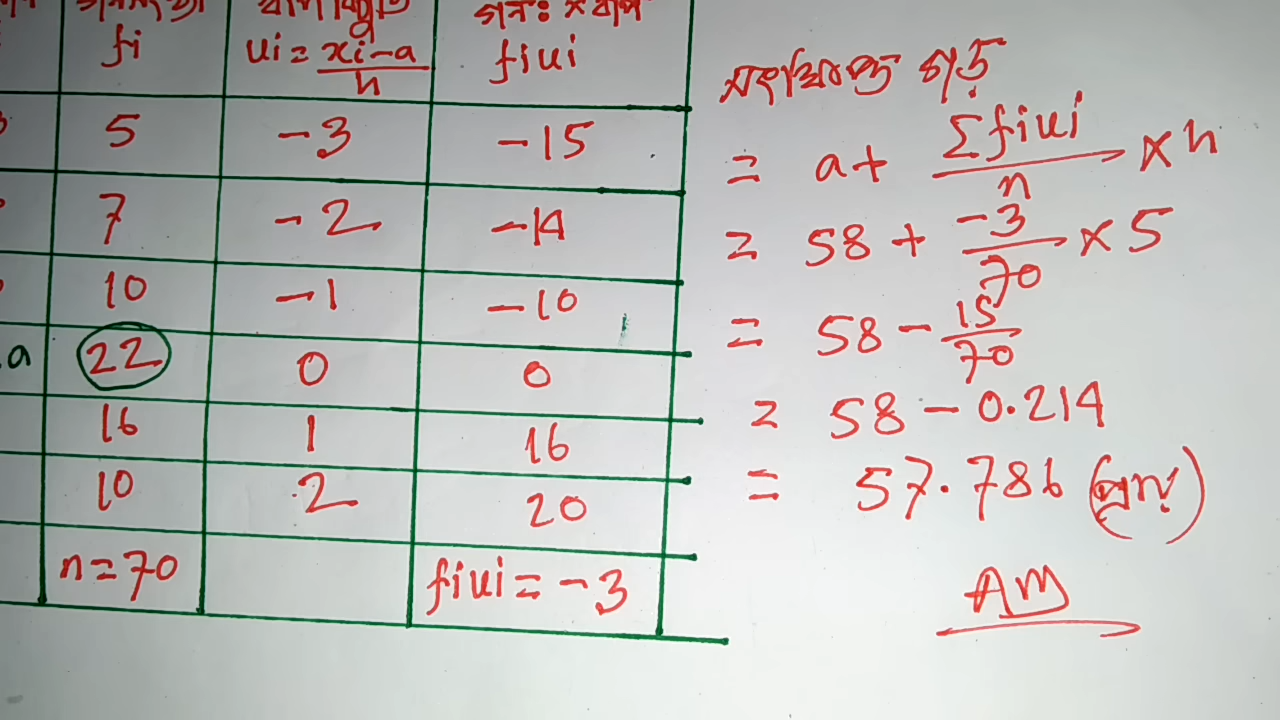 fi
ui = xi-a/h
fiui
5 -3 -15
7 -2 -14
10 -1 -10
a 22 0 0
16 1 16
10 2 20
n=70 fiui = -3
সংক্ষিপ্ত গড়
= a + Σfiui/n × h
= 58 + -3/70 × 5
= 58 - 15/70
= 58 - 0.214
= 57.786 (প্রায়)